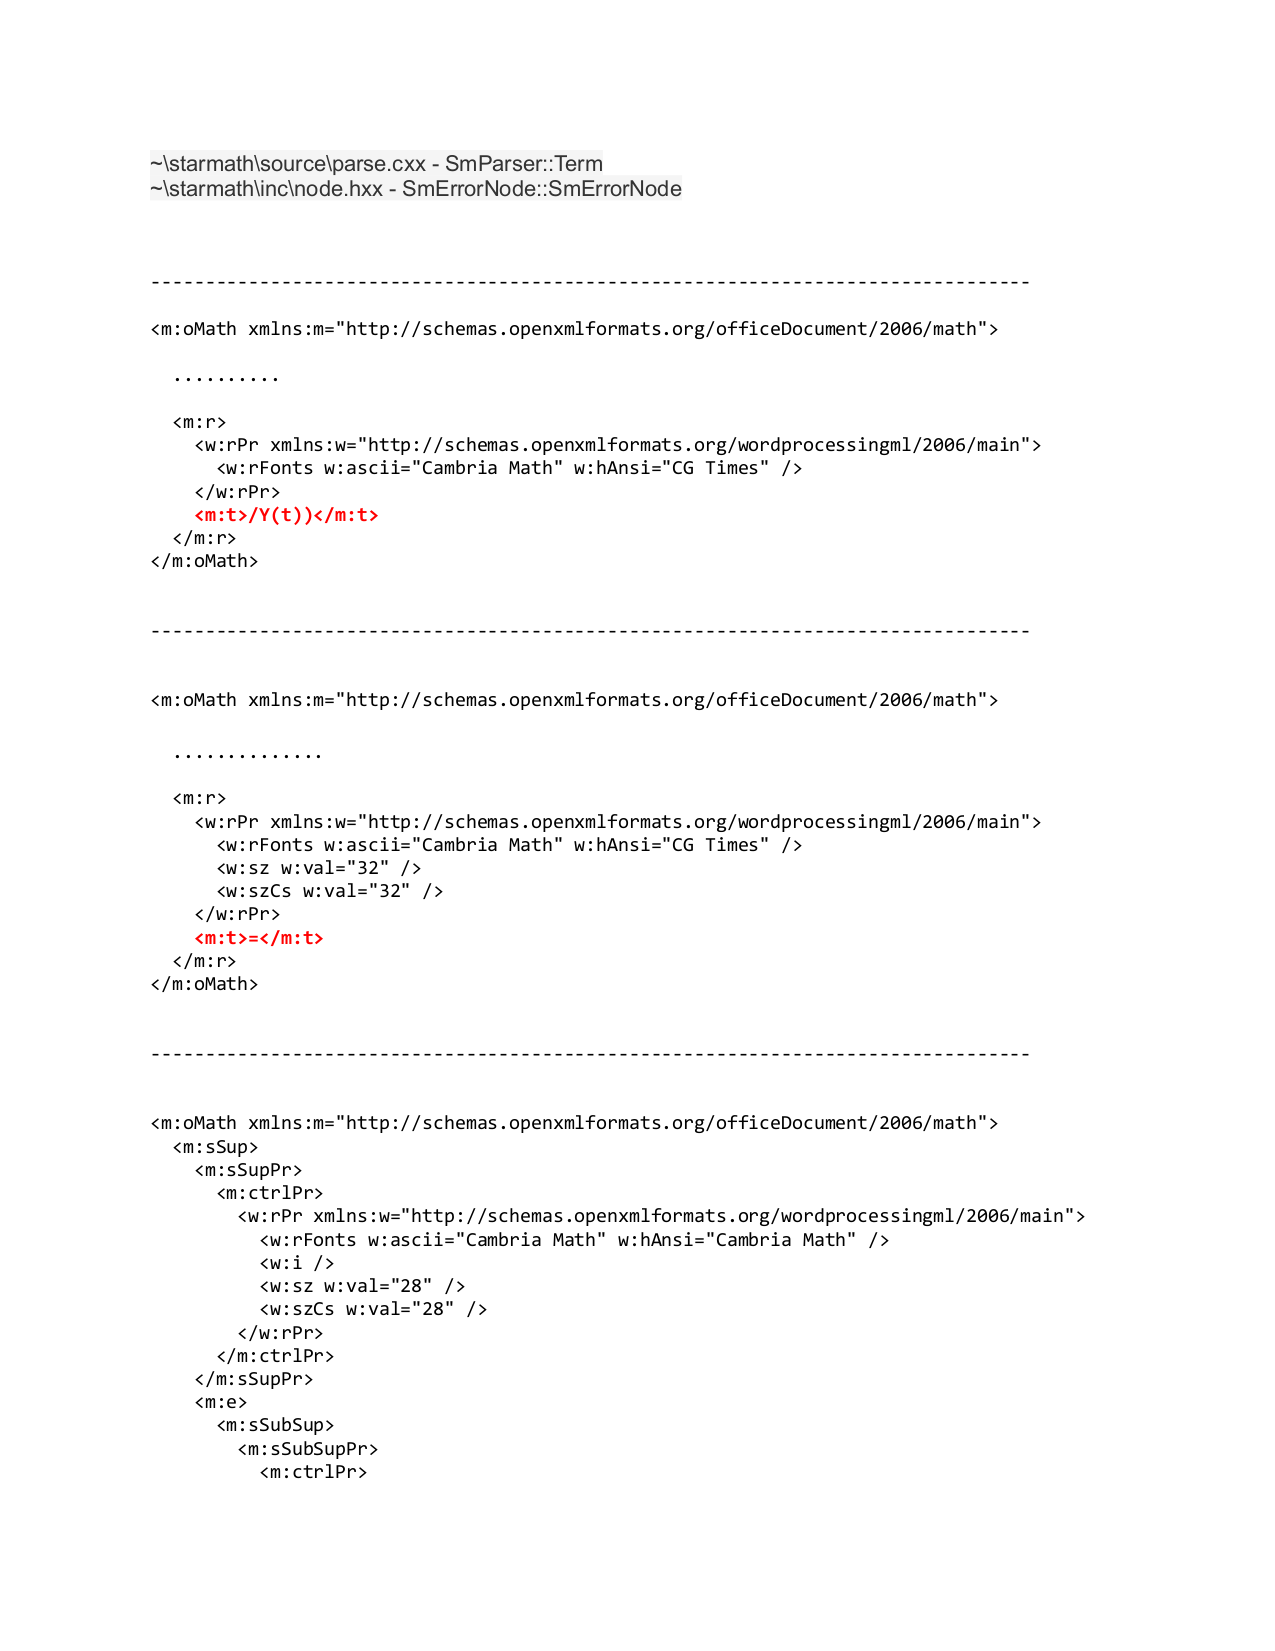 ~\starmath\source\parse.cxx - SmParser::Term
~\starmath\inc\node.hxx - SmErrorNode::SmErrorNode
---------------------------------------------------------------------------------
<m:oMath xmlns:m="http://schemas.openxmlformats.org/officeDocument/2006/math">
..........
<m:r>
<w:rPr xmlns:w="http://schemas.openxmlformats.org/wordprocessingml/2006/main">
<w:rFonts w:ascii="Cambria Math" w:hAnsi="CG Times" />
</w:rPr>
<m:t>/Y(t))</m:t>
</m:r>
</m:oMath>
---------------------------------------------------------------------------------
<m:oMath xmlns:m="http://schemas.openxmlformats.org/officeDocument/2006/math">
..............
<m:r>
<w:rPr xmlns:w="http://schemas.openxmlformats.org/wordprocessingml/2006/main">
<w:rFonts w:ascii="Cambria Math" w:hAnsi="CG Times" />
<w:sz w:val="32" />
<w:szCs w:val="32" />
</w:rPr>
<m:t>=</m:t>
</m:r>
</m:oMath>
---------------------------------------------------------------------------------
<m:oMath xmlns:m="http://schemas.openxmlformats.org/officeDocument/2006/math">
<m:sSup>
<m:sSupPr>
<m:ctrlPr>
<w:rPr xmlns:w="http://schemas.openxmlformats.org/wordprocessingml/2006/main">
<w:rFonts w:ascii="Cambria Math" w:hAnsi="Cambria Math" />
<w:i />
<w:sz w:val="28" />
<w:szCs w:val="28" />
</w:rPr>
</m:ctrlPr>
</m:sSupPr>
<m:e>
<m:sSubSup>
<m:sSubSupPr>
<m:ctrlPr>